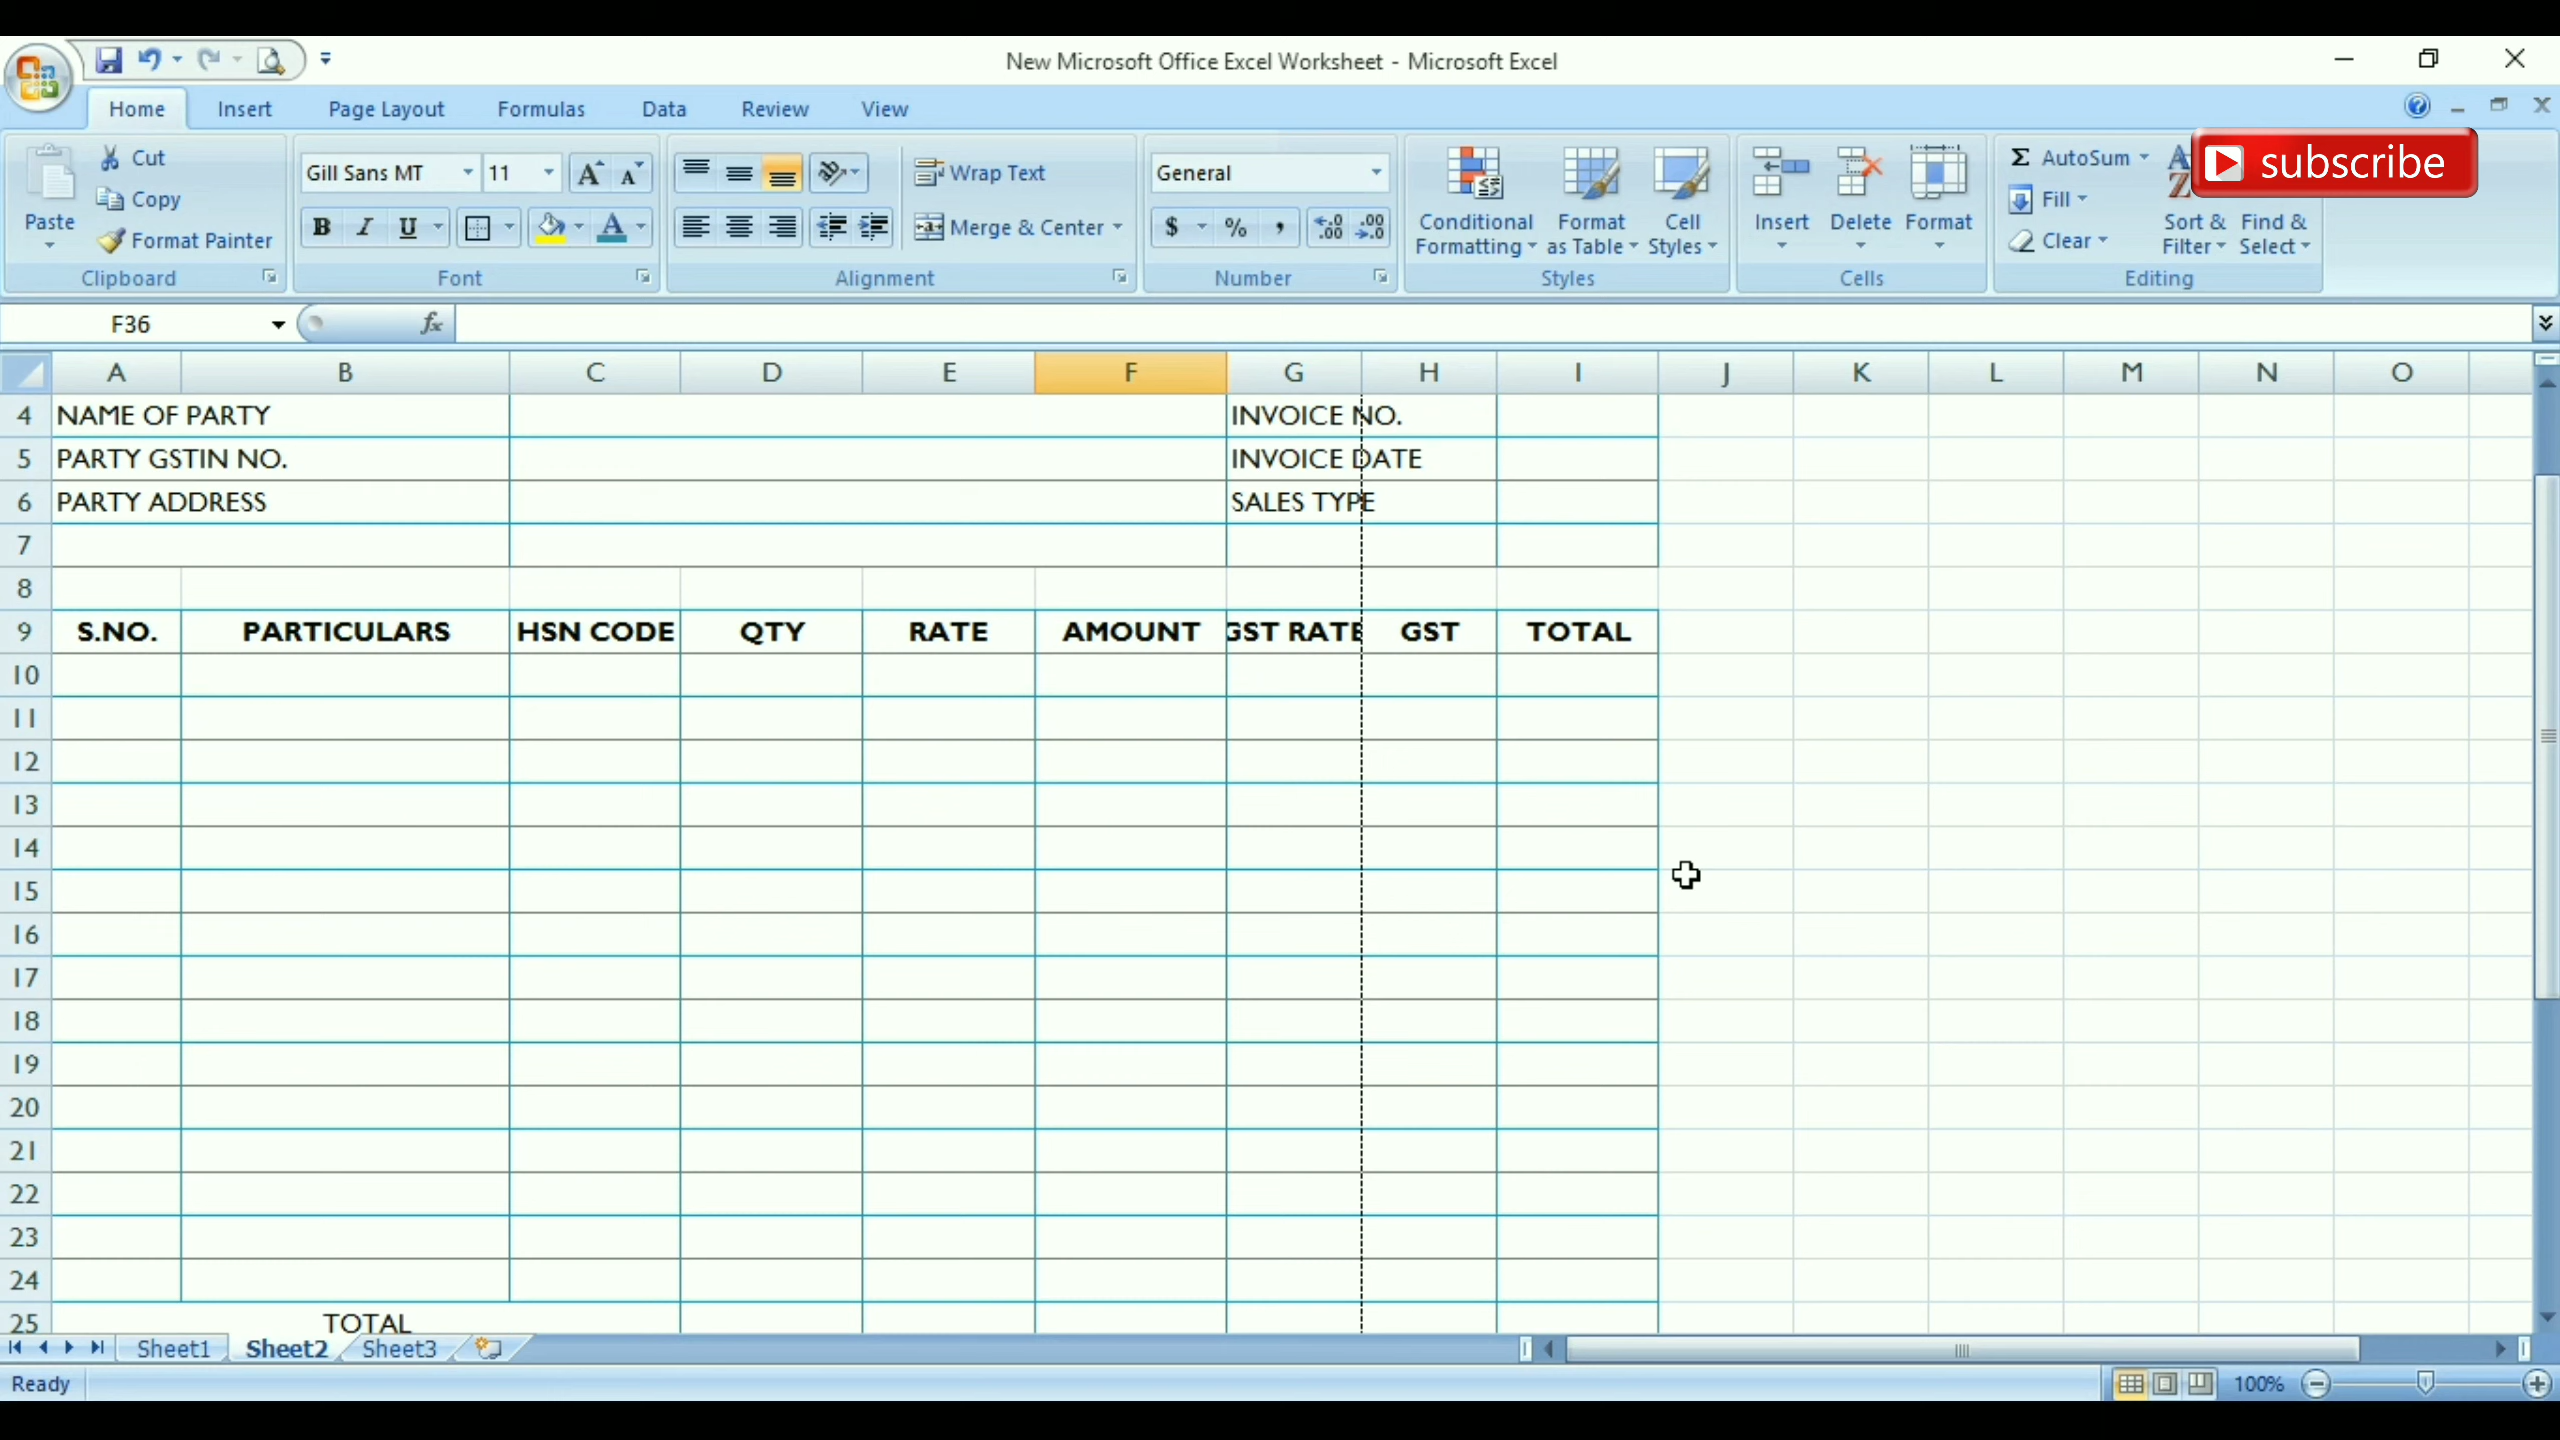 New Microsoft Office Excel Worksheet - Microsoft Excel
Home Insert Page Layout Formulas Data Review View
Cut
Copy
Format Painter
Paste
Clipboard
Gill Sans MT 11
B I U
Font
Wrap Text
Merge & Center
Alignment
General
$ % ,
Number
Conditional Formatting
Format as Table
Cell Styles
Styles
Insert Delete Format
Cells
Σ AutoSum
Fill
Clear
Sort & Filter
Find & Select
Editing
subscribe
F36 fx
A B C D E F G H I J K L M N O
4 NAME OF PARTY INVOICE NO.
5 PARTY GSTIN NO. INVOICE DATE
6 PARTY ADDRESS SALES TYPE
7
8
9 S.NO. PARTICULARS HSN CODE QTY RATE AMOUNT GST RATE GST TOTAL
10
11
12
13
14
15
16
17
18
19
20
21
22
23
24
25 TOTAL
Sheet1 Sheet2 Sheet3
Ready 100%